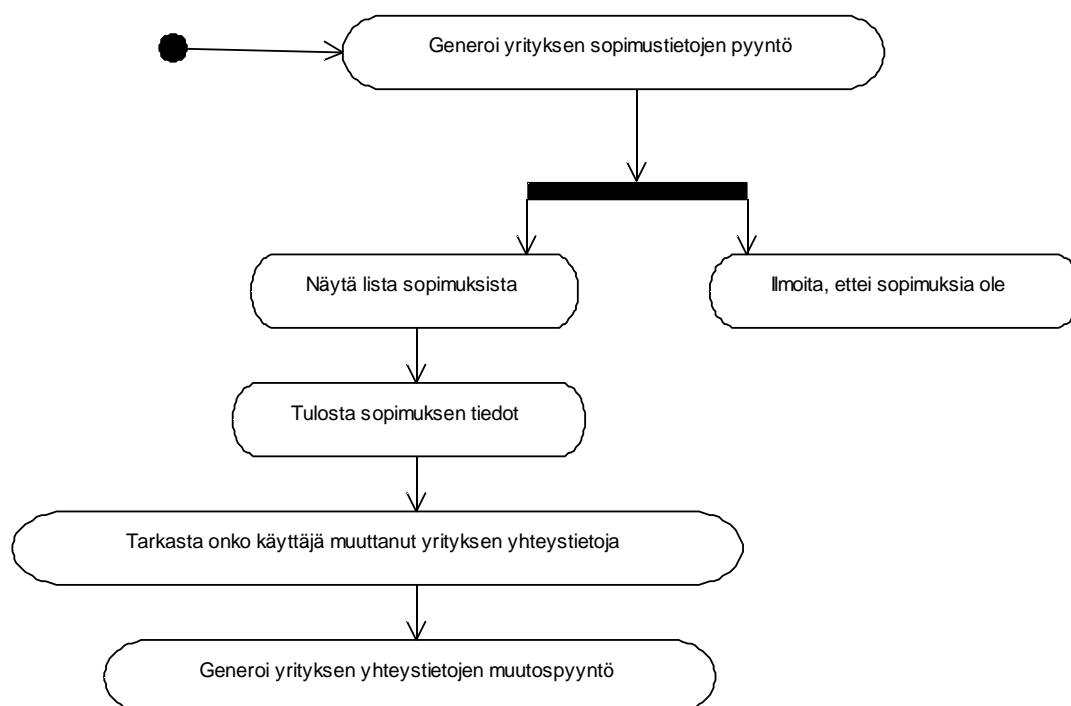 Generoi yrityksen sopimustietojen pyyntö
Näytä lista sopimuksista
Ilmoita, ettei sopimuksia ole
Tulosta sopimuksen tiedot
Tarkasta onko käyttäjä muuttanut yrityksen yhteystietoja
Generoi yrityksen yhteystietojen muutospyyntö